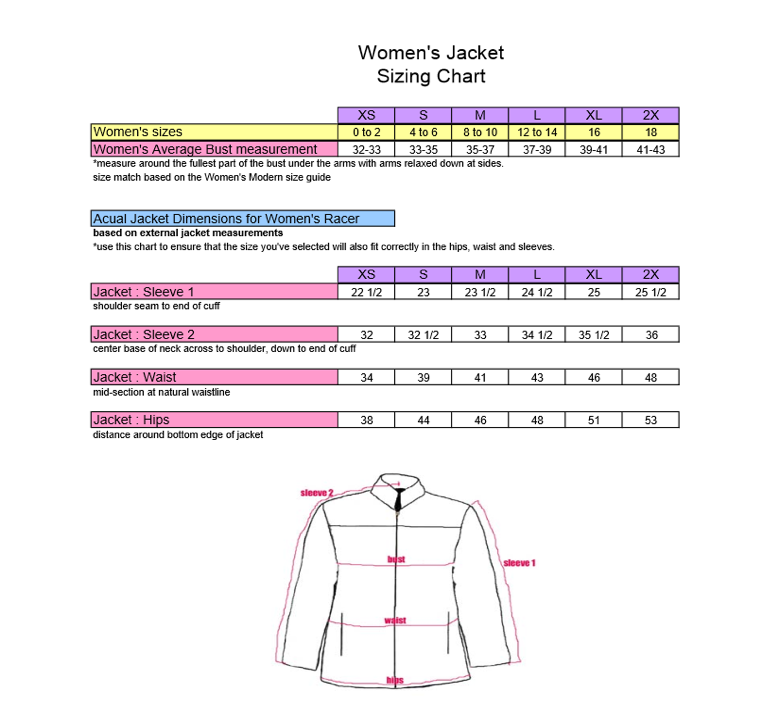 Women's Jacket
Sizing Chart
XS S M L XL 2X
Women's sizes 0 to 2 4 to 6 8 to 10 12 to 14 16 18
Women's Average Bust measurement 32-33 33-35 35-37 37-39 39-41 41-43
*measure around the fullest part of the bust under the arms with arms relaxed down at sides.
size match based on the Women's Modern size guide
Acual Jacket Dimensions for Women's Racer
based on external jacket measurements
*use this chart to ensure that the size you've selected will also fit correctly in the hips, waist and sleeves.
XS S M L XL 2X
Jacket : Sleeve 1 22 1/2 23 23 1/2 24 1/2 25 25 1/2
shoulder seam to end of cuff
Jacket : Sleeve 2 32 32 1/2 33 34 1/2 35 1/2 36
center base of neck across to shoulder, down to end of cuff
Jacket : Waist 34 39 41 43 46 48
mid-section at natural waistline
Jacket : Hips 38 44 46 48 51 53
distance around bottom edge of jacket
sleeve 2
bust
sleeve 1
waist
hips